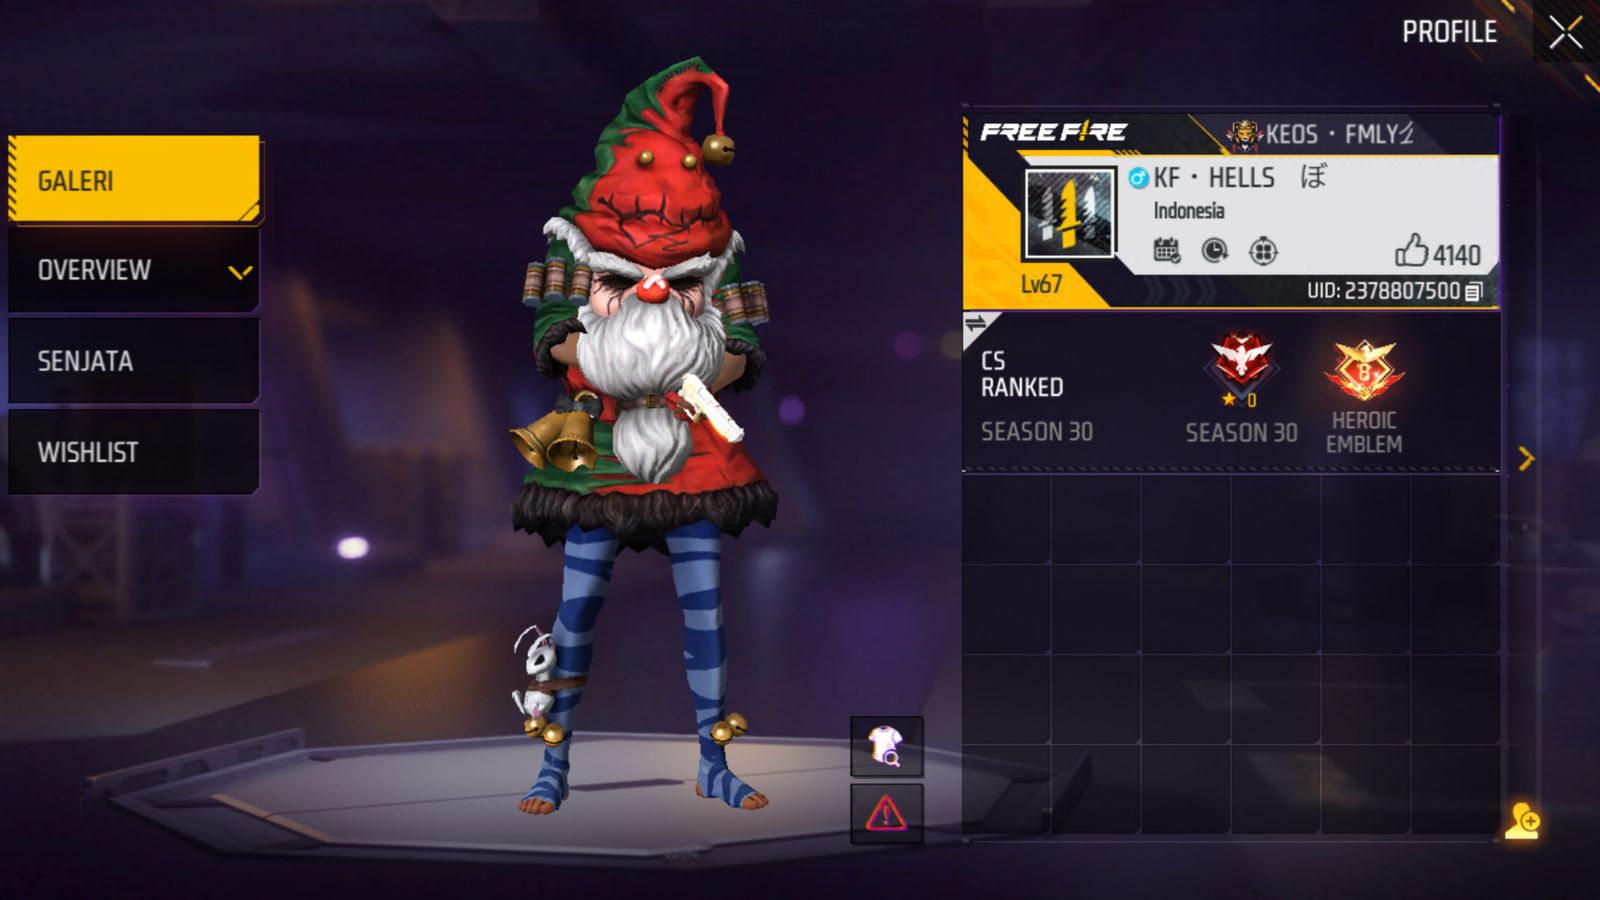 PROFILE
GALERI
OVERVIEW
SENJATA
WISHLIST
FREE FIRE
KEOS・FMLY彡
KF・HELLS ぼ
Indonesia
4140
Lv67
UID: 2378807500
CS
RANKED
SEASON 30
0
SEASON 30
8
HEROIC
EMBLEM